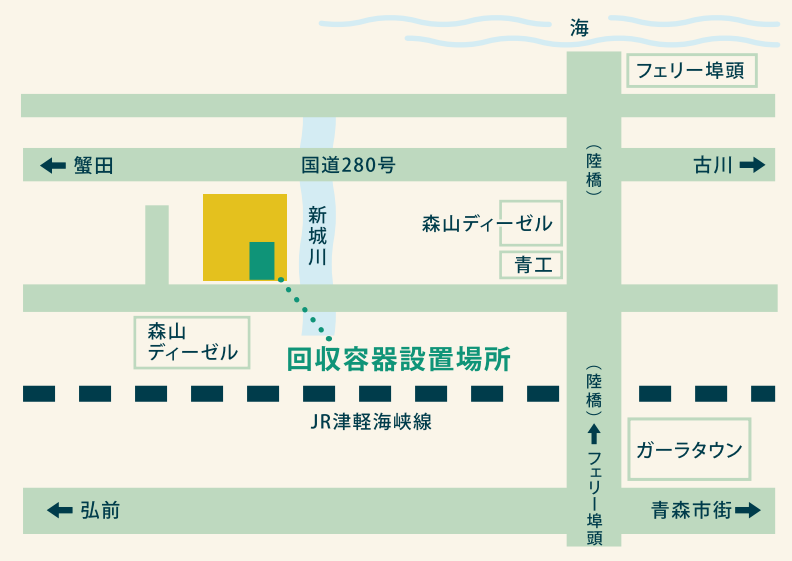 海
フェリー埠頭
蟹田
国道280号
(陸橋)
古川
新城川
森山ディーゼル
青工
森山
ディーゼル
回収容器設置場所
(陸橋)
JR津軽海峡線
ガーラタウン
フェリー埠頭
弘前
青森市街